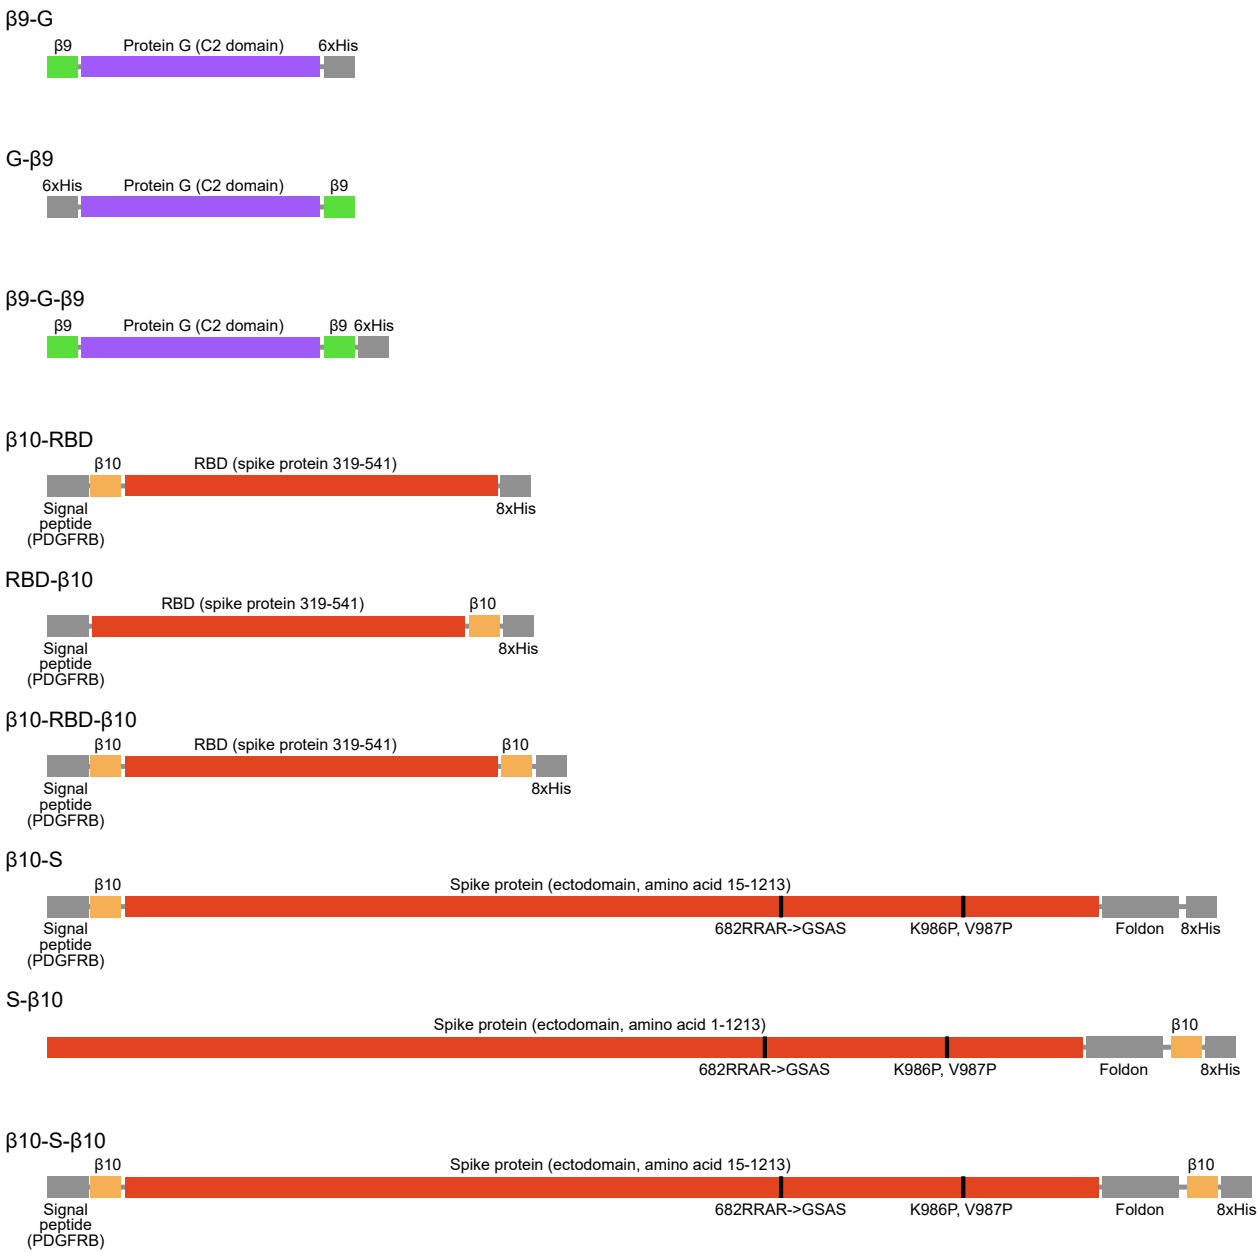 β9-G
β9 Protein G (C2 domain) 6xHis
G-β9
6xHis Protein G (C2 domain) β9
β9-G-β9
β9 Protein G (C2 domain) β9 6xHis
β10-RBD
β10 RBD (spike protein 319-541)
Signal 8xHis
peptide
(PDGFRB)
RBD-β10
RBD (spike protein 319-541) β10
Signal 8xHis
peptide
(PDGFRB)
β10-RBD-β10
β10 RBD (spike protein 319-541) β10
Signal 8xHis
peptide
(PDGFRB)
β10-S
β10 Spike protein (ectodomain, amino acid 15-1213)
Signal 682RRAR->GSAS K986P, V987P Foldon 8xHis
peptide
(PDGFRB)
S-β10
Spike protein (ectodomain, amino acid 1-1213) β10
682RRAR->GSAS K986P, V987P Foldon 8xHis
β10-S-β10
β10 Spike protein (ectodomain, amino acid 15-1213) β10
Signal 682RRAR->GSAS K986P, V987P Foldon 8xHis
peptide
(PDGFRB)